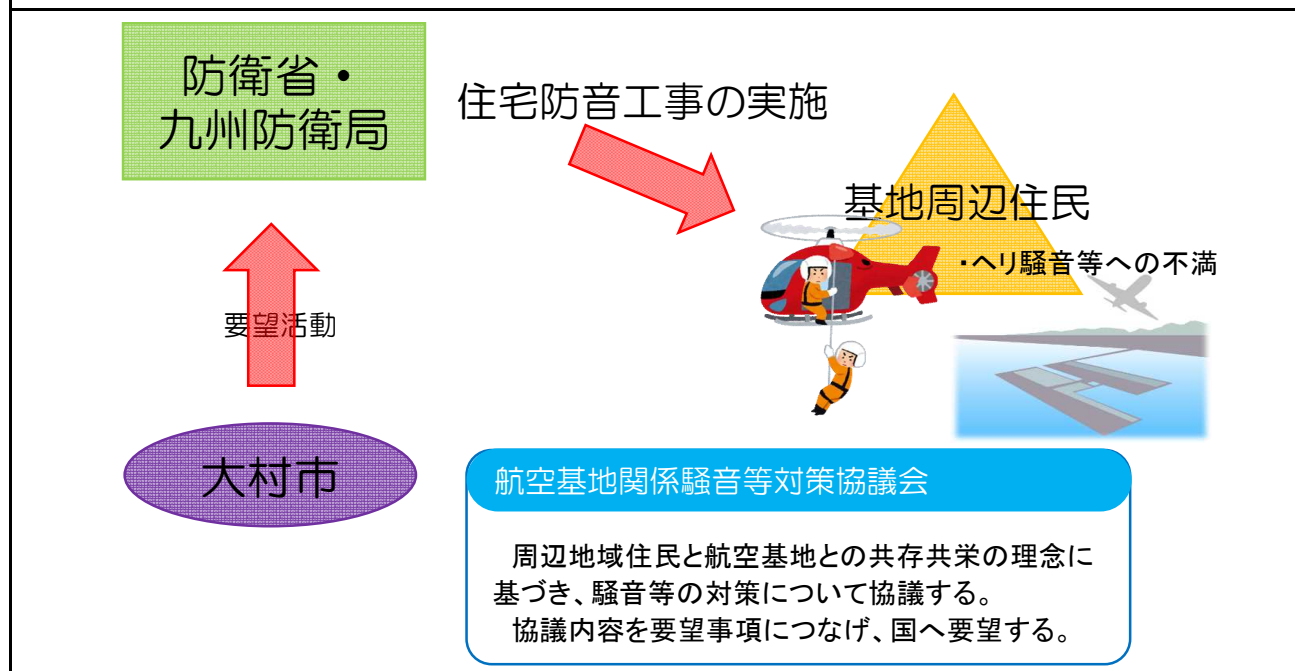 防衛省・
九州防衛局
住宅防音工事の実施
基地周辺住民
・ヘリ騒音等への不満
要望活動
大村市
航空基地関係騒音等対策協議会
周辺地域住民と航空基地との共存共栄の理念に
基づき、騒音等の対策について協議する。
協議内容を要望事項につなげ、国へ要望する。